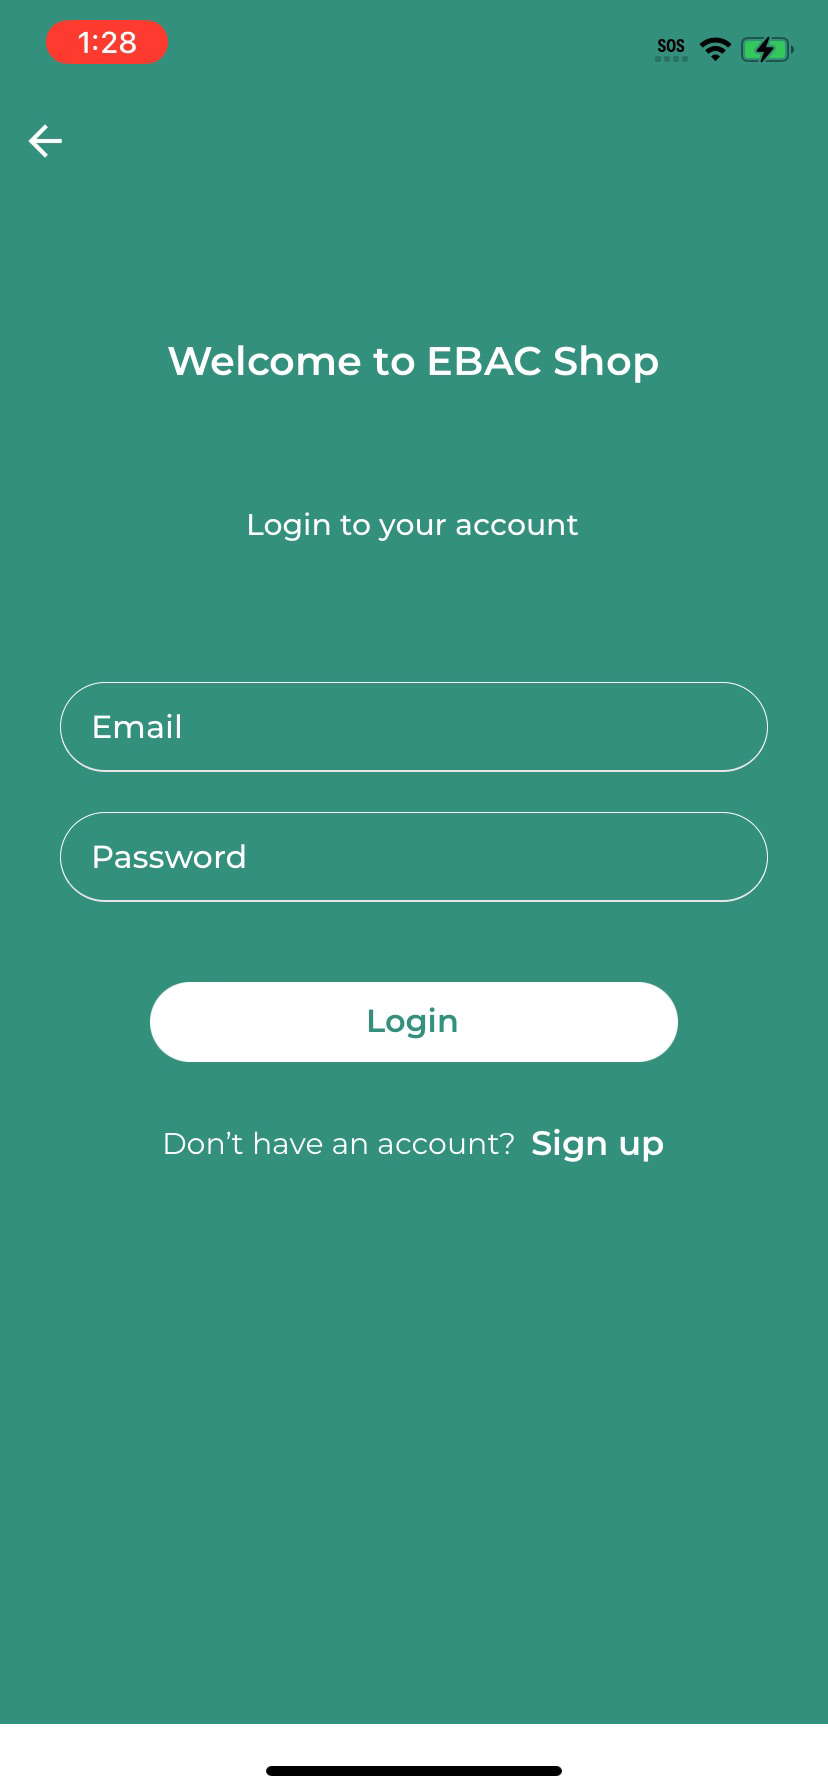 1:28
SOS
Welcome to EBAC Shop
Login to your account
Email
Password
Login
Don’t have an account? Sign up